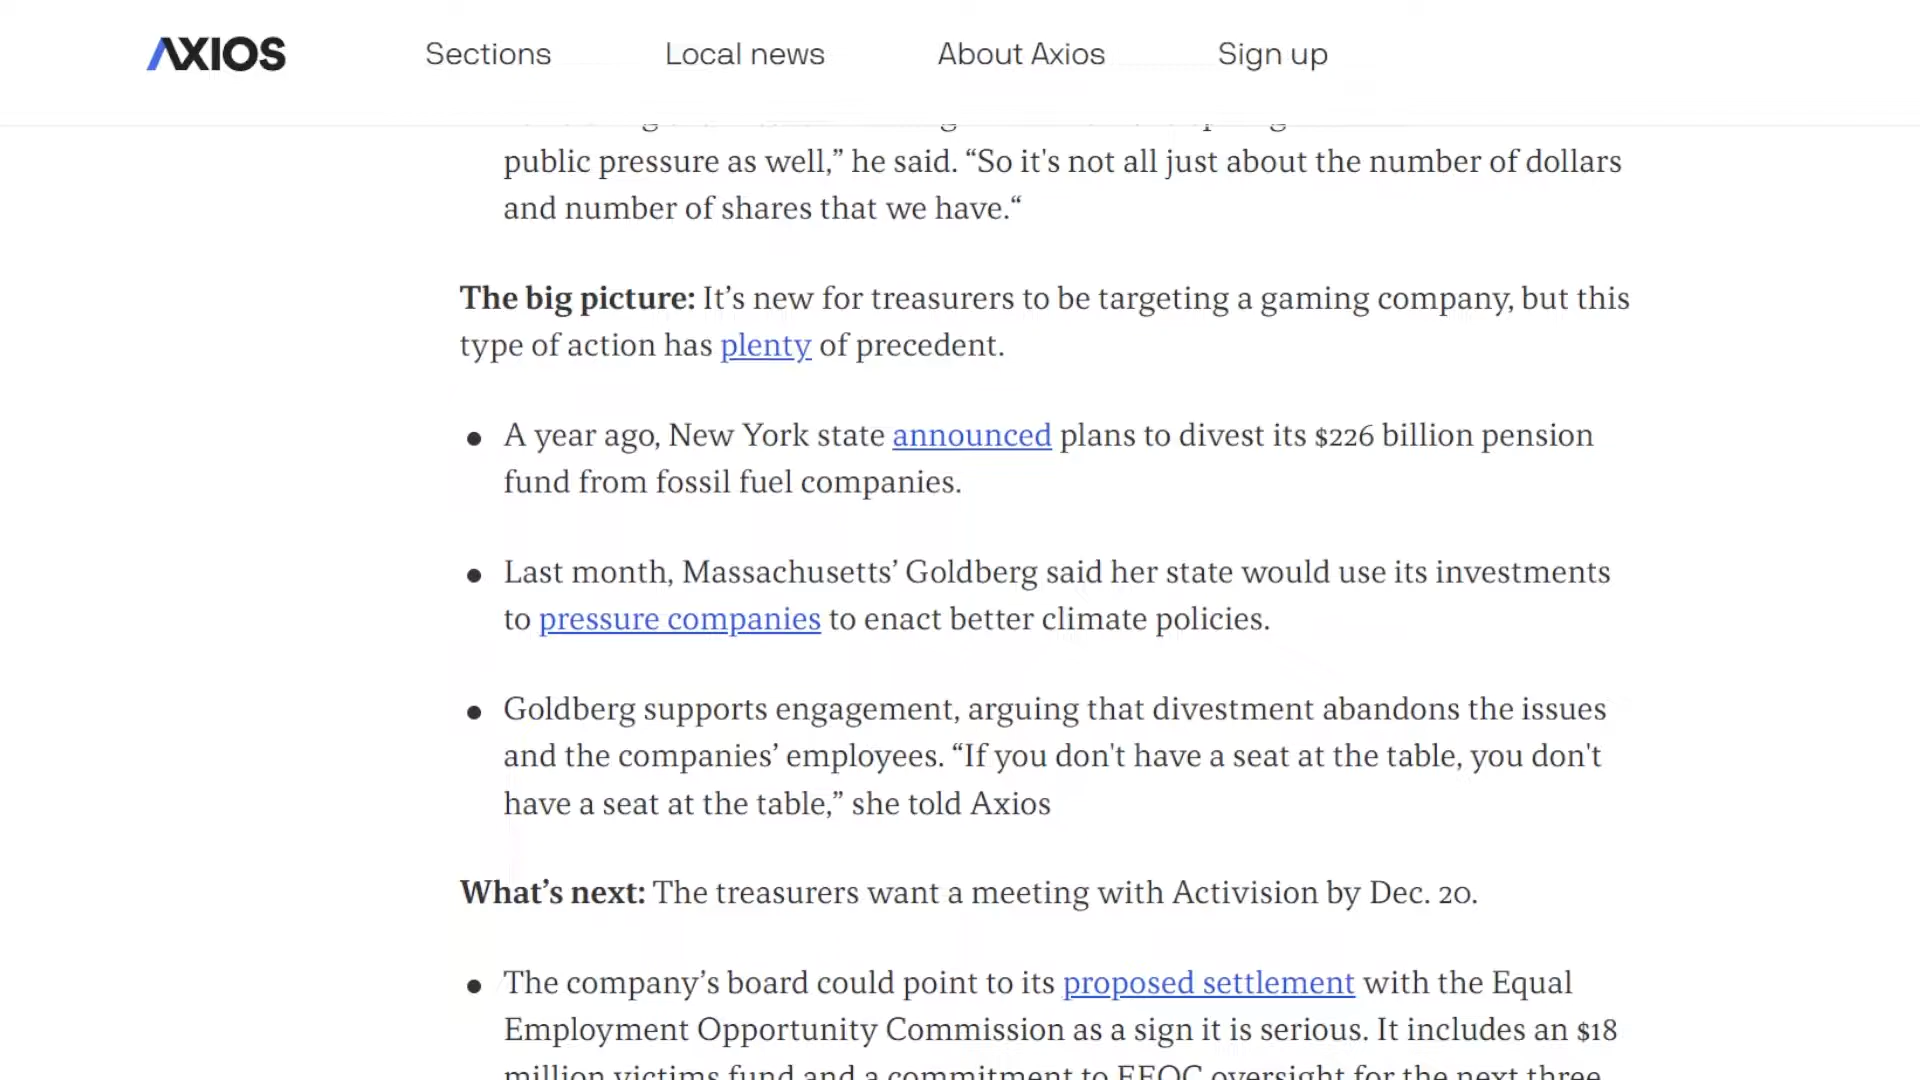 AXIOS Sections Local news About Axios Sign up
public pressure as well,” he said. “So it's not all just about the number of dollars
and number of shares that we have.“
The big picture: It’s new for treasurers to be targeting a gaming company, but this
type of action has plenty of precedent.
● A year ago, New York state announced plans to divest its $226 billion pension
fund from fossil fuel companies.
● Last month, Massachusetts’ Goldberg said her state would use its investments
to pressure companies to enact better climate policies.
● Goldberg supports engagement, arguing that divestment abandons the issues
and the companies’ employees. “If you don't have a seat at the table, you don't
have a seat at the table,” she told Axios
What’s next: The treasurers want a meeting with Activision by Dec. 20.
● The company’s board could point to its proposed settlement with the Equal
Employment Opportunity Commission as a sign it is serious. It includes an $18
million victims fund and a commitment to EEOC oversight for the next three